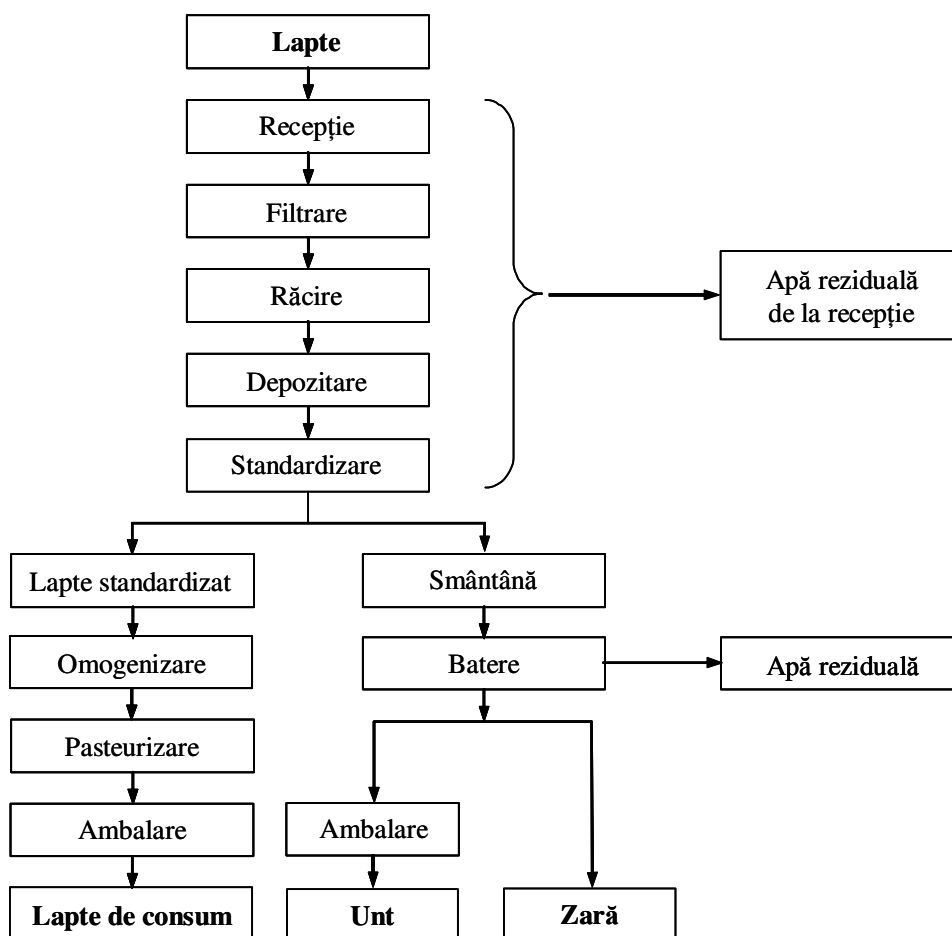 Lapte
Recepție
Filtrare
Răcire
Apă reziduală
de la recepție
Depozitare
Standardizare
Lapte standardizat
Smântână
Omogenizare
Batere
Apă reziduală
Pasteurizare
Ambalare
Ambalare
Lapte de consum
Unt
Zară